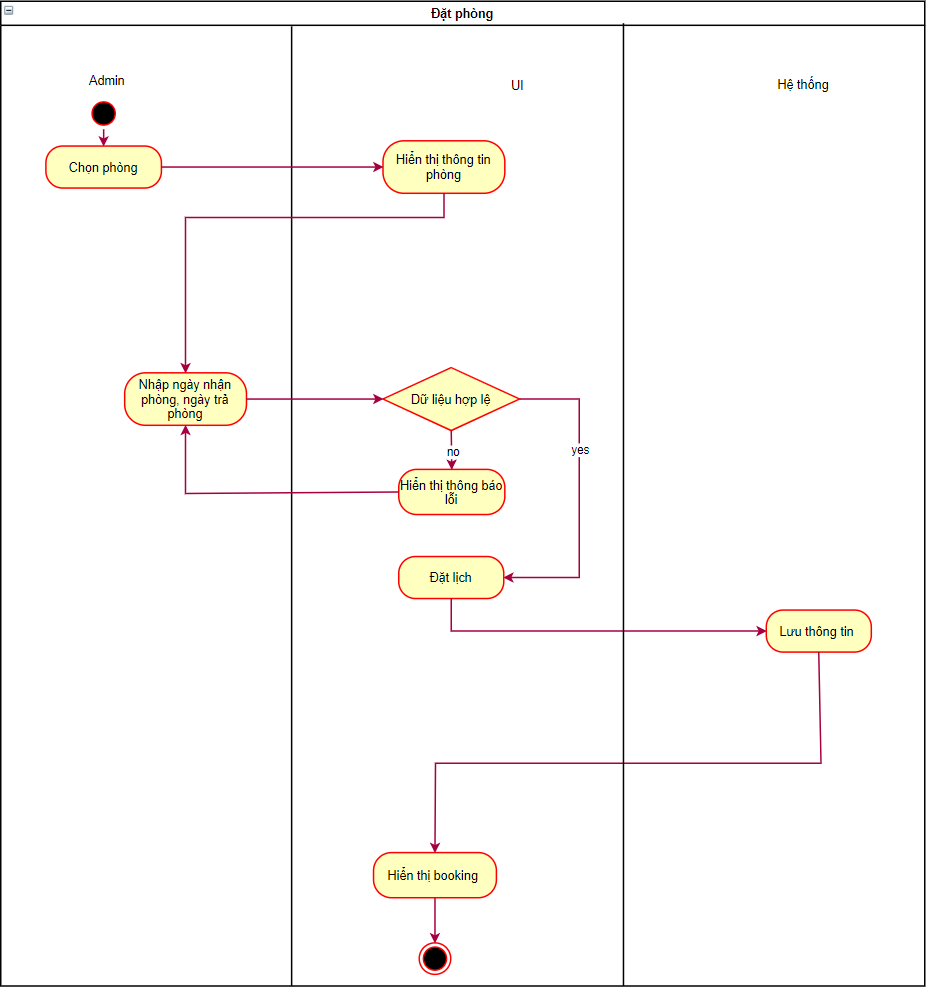 Đặt phòng
Admin
UI
Hệ thống
Chọn phòng
Hiển thị thông tin
phòng
Nhập ngày nhận
phòng, ngày trả
phòng
Dữ liệu hợp lệ
no
yes
Hiển thị thông báo
lỗi
Đặt lịch
Lưu thông tin
Hiển thị booking